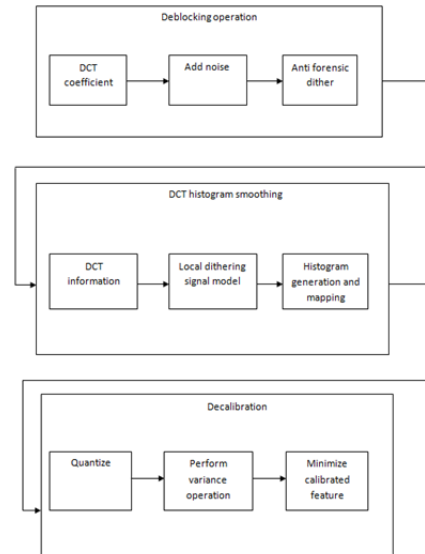 Deblocking operation
DCT
coefficient
Add noise
Anti forensic
dither
DCT histogram smoothing
DCT
information
Local dithering
signal model
Histogram
generation and
mapping
Decalibration
Quantize
Perform
variance
operation
Minimize
calibrated
feature